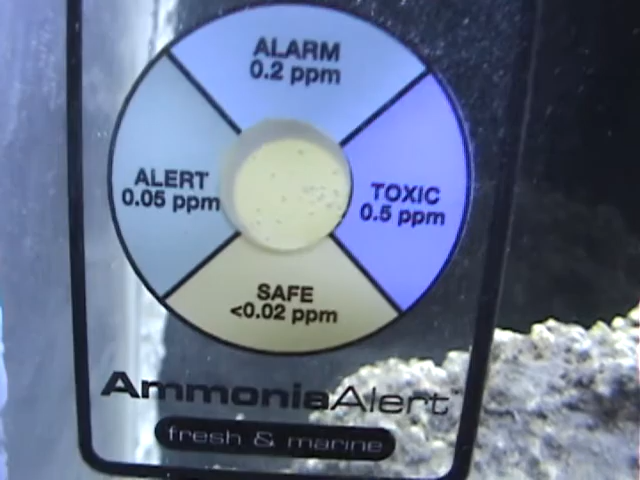 ALARM
0.2 ppm
ALERT
0.05 ppm
TOXIC
0.5 ppm
SAFE
<0.02 ppm
AmmoniaAlert
fresh & marine